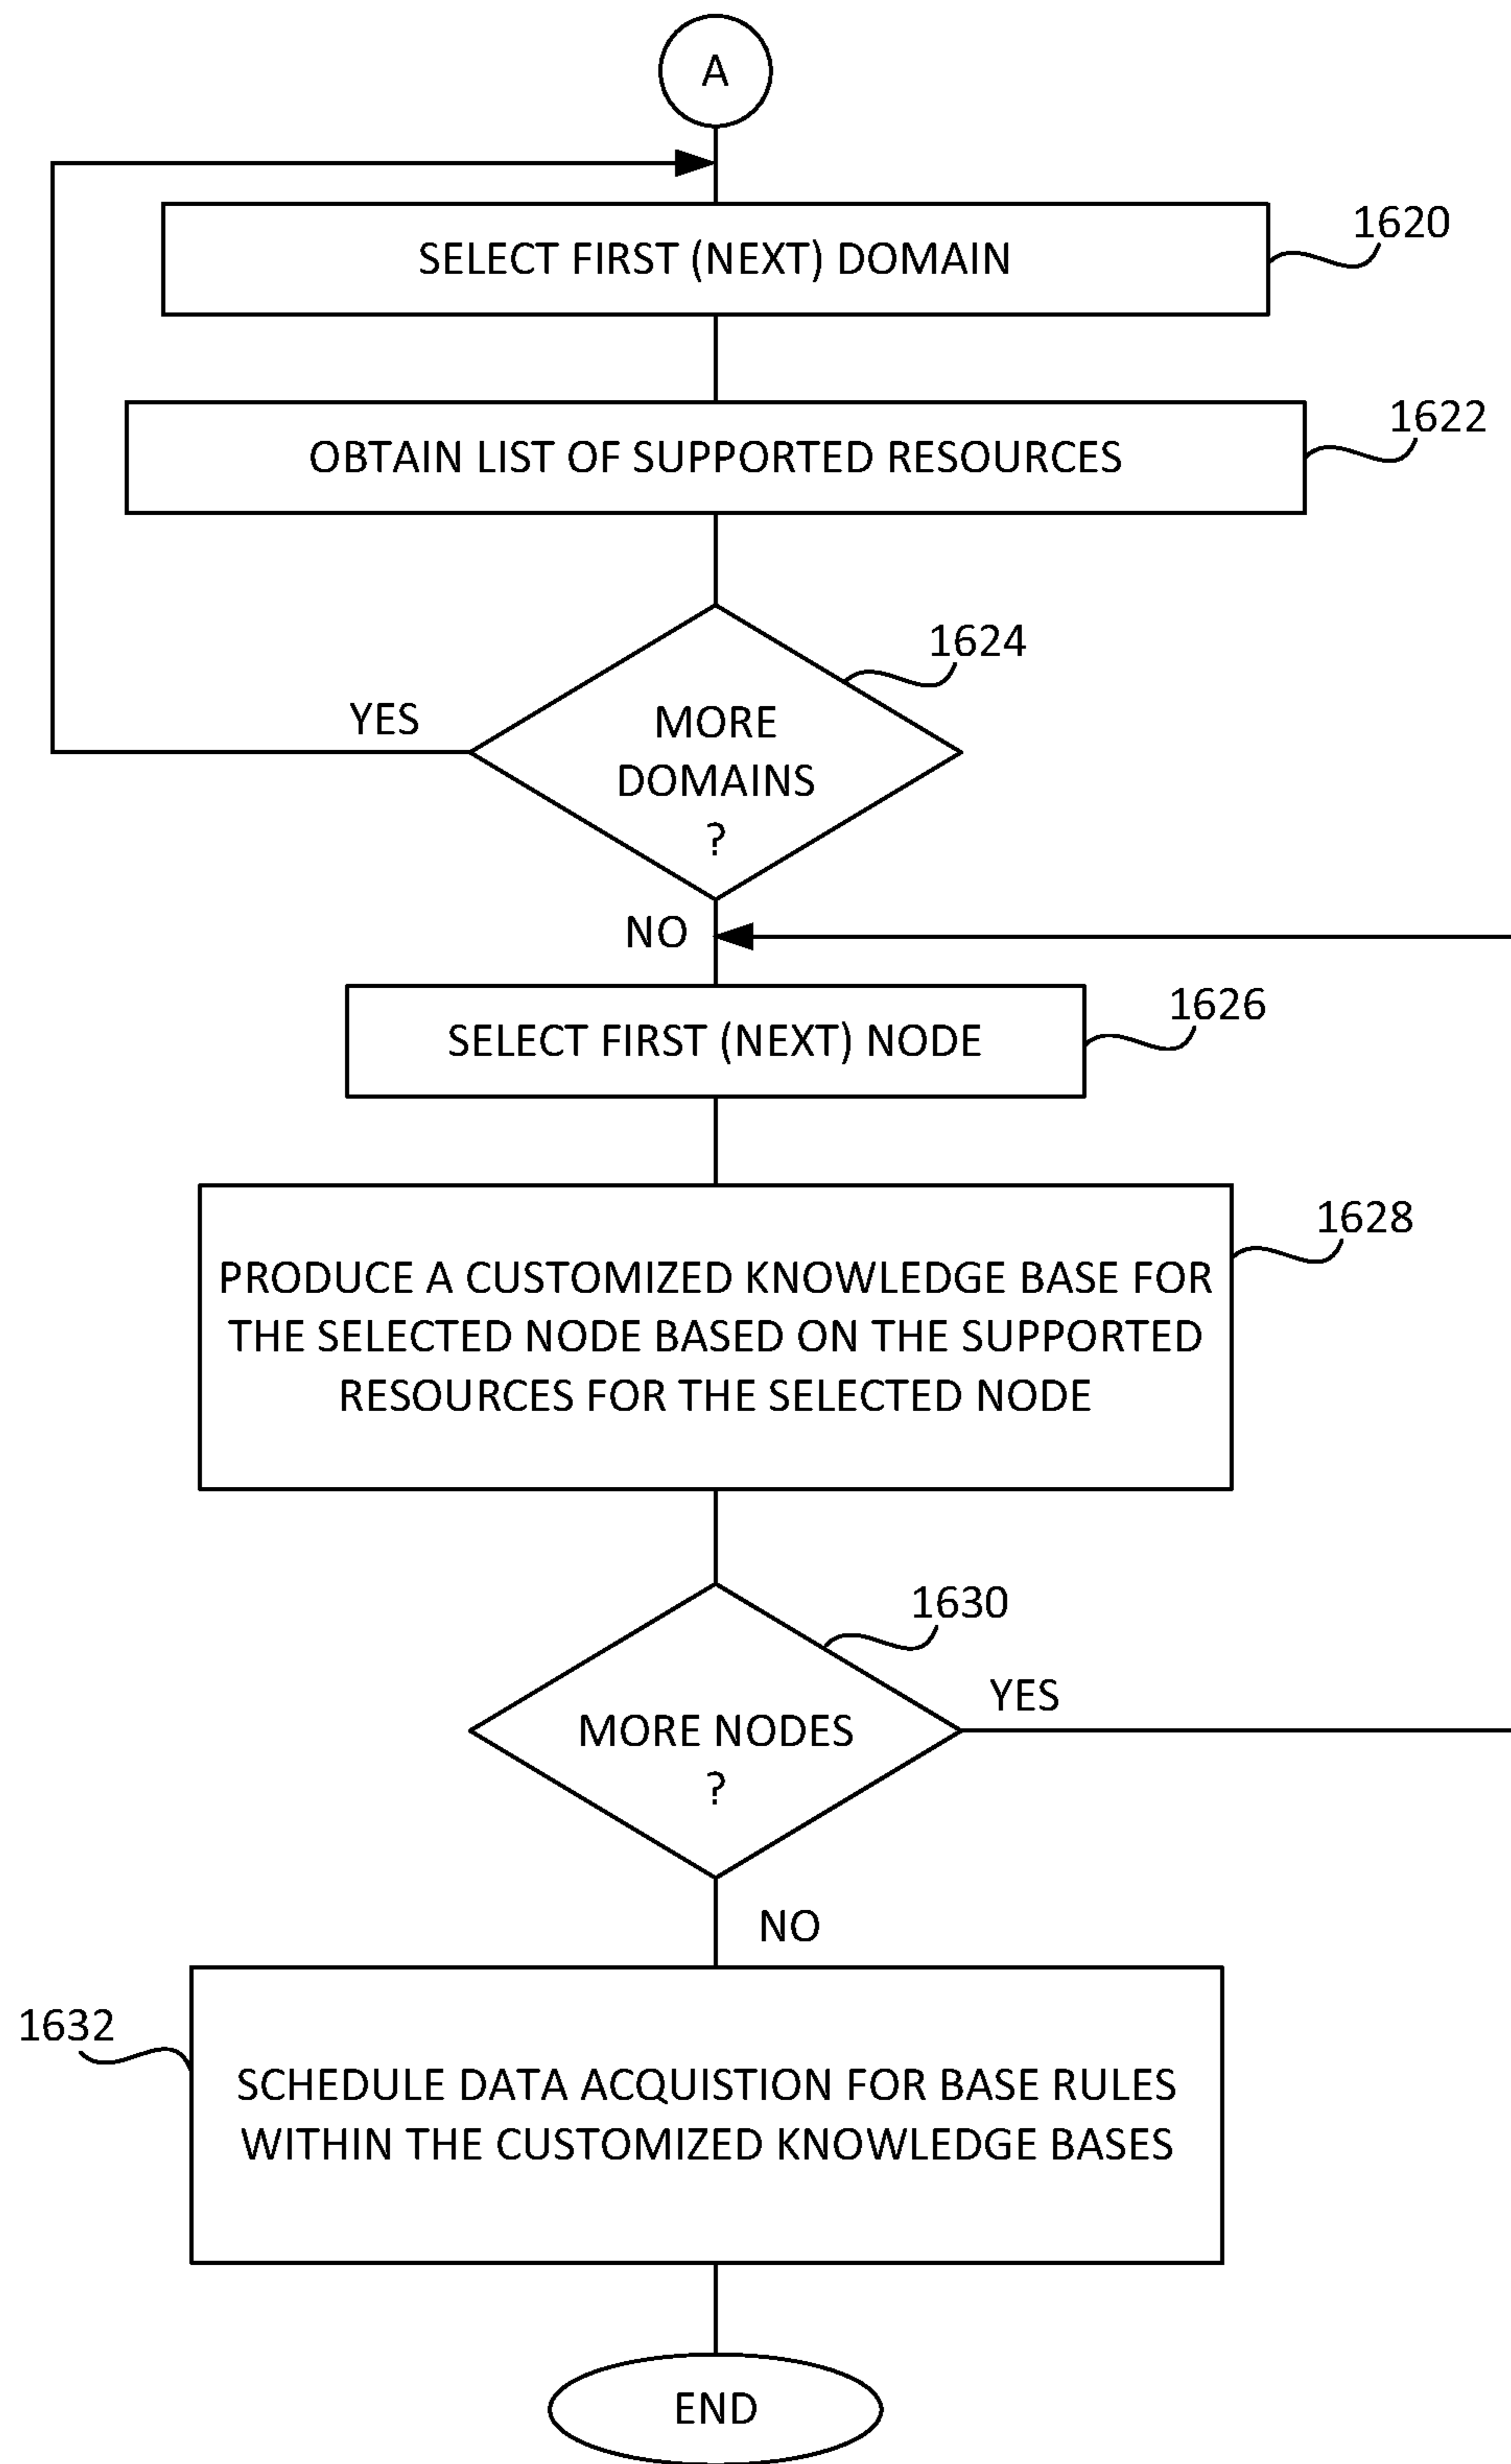 A
SELECT FIRST (NEXT) DOMAIN
1620
OBTAIN LIST OF SUPPORTED RESOURCES
1622
1624
YES
MORE
DOMAINS
?
NO
SELECT FIRST (NEXT) NODE
1626
1628
PRODUCE A CUSTOMIZED KNOWLEDGE BASE FOR
THE SELECTED NODE BASED ON THE SUPPORTED
RESOURCES FOR THE SELECTED NODE
1630
YES
MORE NODES
?
NO
1632
SCHEDULE DATA ACQUISTION FOR BASE RULES
WITHIN THE CUSTOMIZED KNOWLEDGE BASES
END